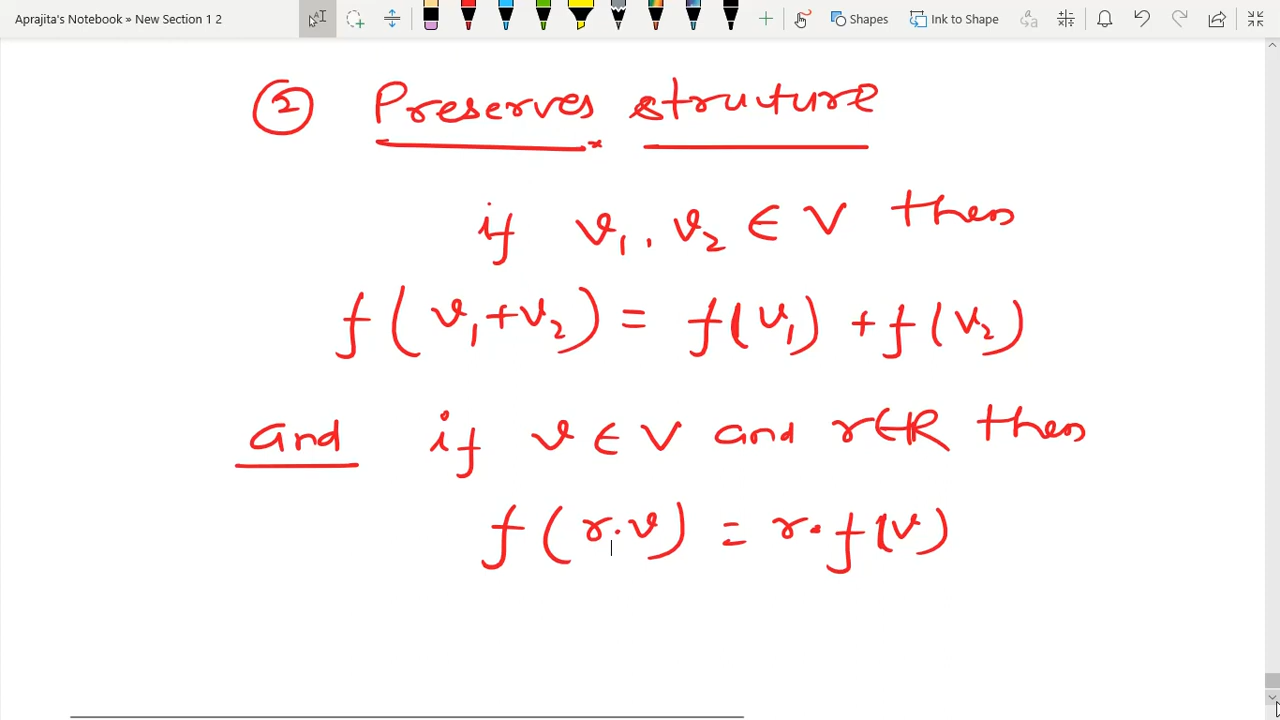 Aprajita's Notebook » New Section 1 2
Shapes
Ink to Shape
② Preserves structure
if v₁, v₂ ∈ V then
f(v₁+v₂) = f(v₁) + f(v₂)
and if v ∈ V and r∈R then
f(r·v) = r·f(v)